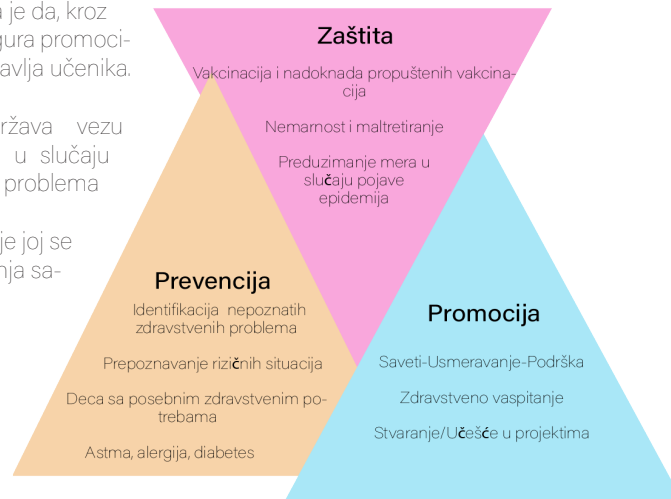 je da, kroz
gura promoci-
avlja učenika.
ržava vezu
u slučaju
problema
je joj se
nja sa-
Zaštita
Vakcinacija i nadoknada propuštenih vakcina-
cija
Nemarnost i maltretiranje
Preduzimanje mera u
slučaju pojave
epidemija
Prevencija
Identifikacija nepoznatih
zdravstvenih problema
Prepoznavanje rizičnih situacija
Deca sa posebnim zdravstvenim po-
trebama
Astma, alergija, diabetes
Promocija
Saveti-Usmeravanje-Podrška
Zdravstveno vaspitanje
Stvaranje/Učešće u projektima